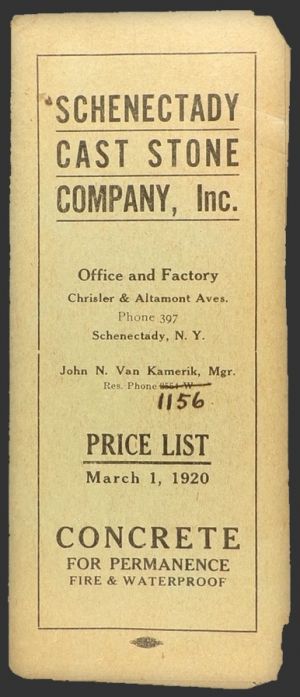 SCHENECTADY
CAST STONE
COMPANY, Inc.
Office and Factory
Chrisler & Altamont Aves.
Phone 397
Schenectady, N. Y.
John N. Van Kamerik, Mgr.
Res. Phone
1156
PRICE LIST
March 1, 1920
CONCRETE
FOR PERMANENCE
FIRE & WATERPROOF